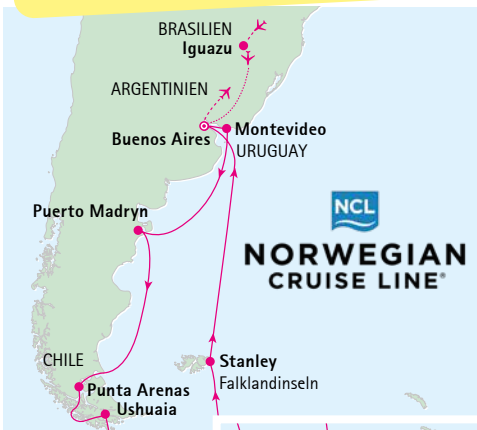 BRASILIEN
Iguazu
ARGENTINIEN
Buenos Aires
Montevideo
URUGUAY
Puerto Madryn
NCL
NORWEGIAN
CRUISE LINE®
CHILE
Punta Arenas
Ushuaia
Stanley
Falklandinseln